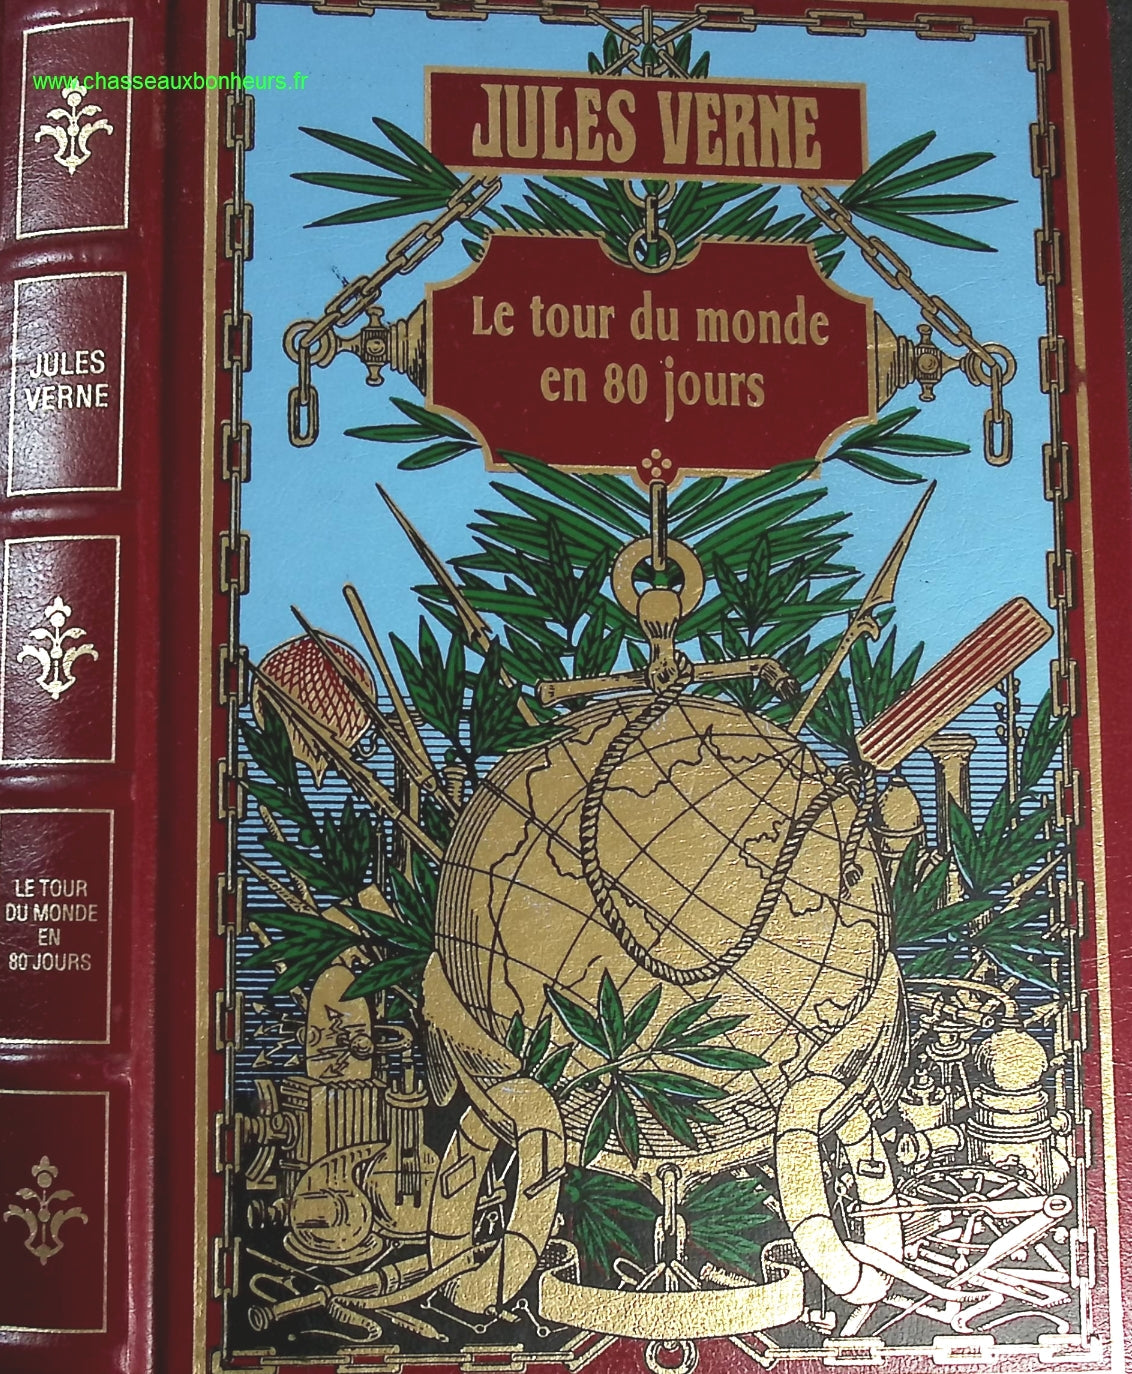 www.chasseauxbonheurs.fr
JULES VERNE
Le tour du monde
en 80 jours
JULES
VERNE
LE TOUR
DU MONDE
EN
80 JOURS